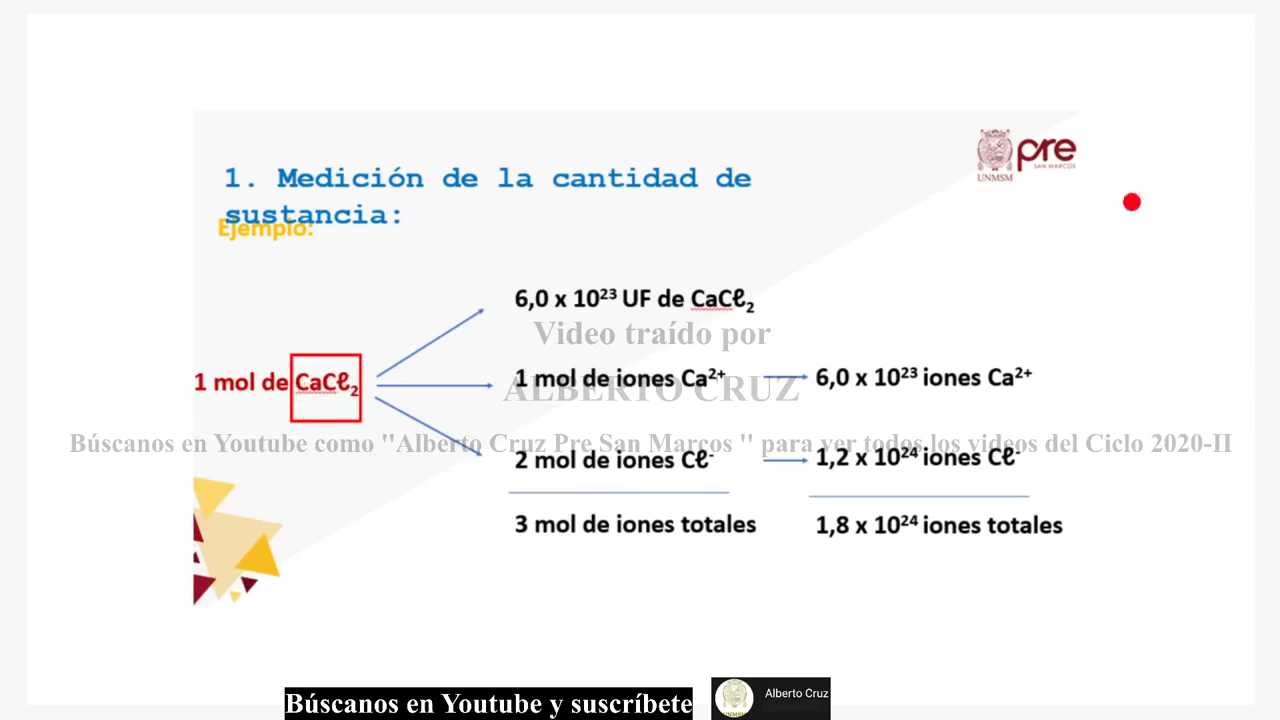 pre
SAN MARCOS
UNMSM
1. Medición de la cantidad de
sustancia:
Ejemplo:
6,0 x 10²³ UF de CaCℓ₂
Video traído por
1 mol de CaCℓ₂
1 mol de iones Ca²⁺
6,0 x 10²³ iones Ca²⁺
ALBERTO CRUZ
Búscanos en Youtube como "Alberto Cruz Pre San Marcos " para ver todos los videos del Ciclo 2020-II
2 mol de iones Cℓ⁻
1,2 x 10²⁴ iones Cℓ⁻
3 mol de iones totales
1,8 x 10²⁴ iones totales
Búscanos en Youtube y suscríbete
Alberto Cruz
UNMSM